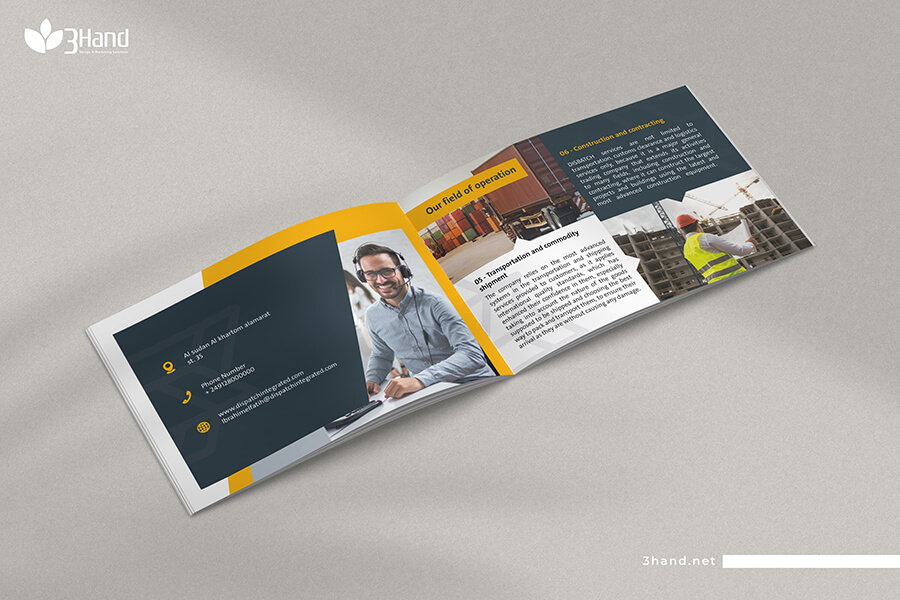 3Hand
Al sudan Al khartom alamarat
st. 35
Phone Number
+ 249128000000
www.dispatchintegrated.com
Ibrahimelfatih@dispatchintegrated.com
Our field of operation
05 - Transportation and commodity
shipment
The company relies on the most advanced
systems in the transportation and shipping
services provided to customers, as it applies
international quality standards, which has
enhanced their confidence in them, especially
taking into account the nature of the goods
supposed to be shipped and choosing the best
way to pack and transport them, to ensure their
arrival as they are without causing any damage.
06 - Construction and contracting
DISBATCH services are not limited to
transportation, customs clearance and logistics
services only, because it is a major general
trading company that extends its activities
to many fields, including construction and
contracting, where it can construct the largest
projects and buildings using the latest and
most advanced construction equipment.
3hand.net